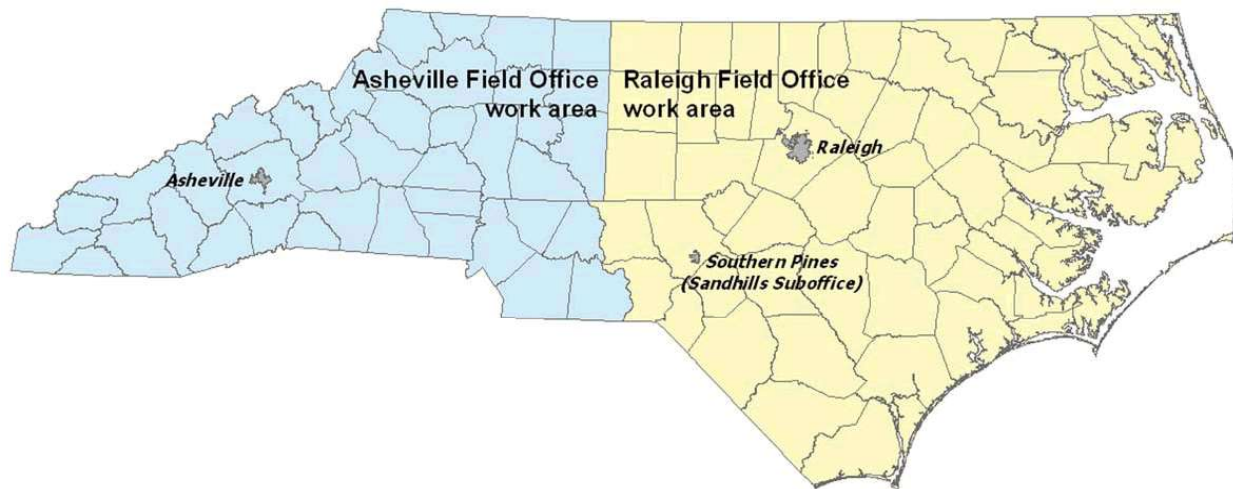 Asheville Field Office
work area
Raleigh Field Office
work area
Raleigh
Asheville
Southern Pines
(Sandhills Suboffice)